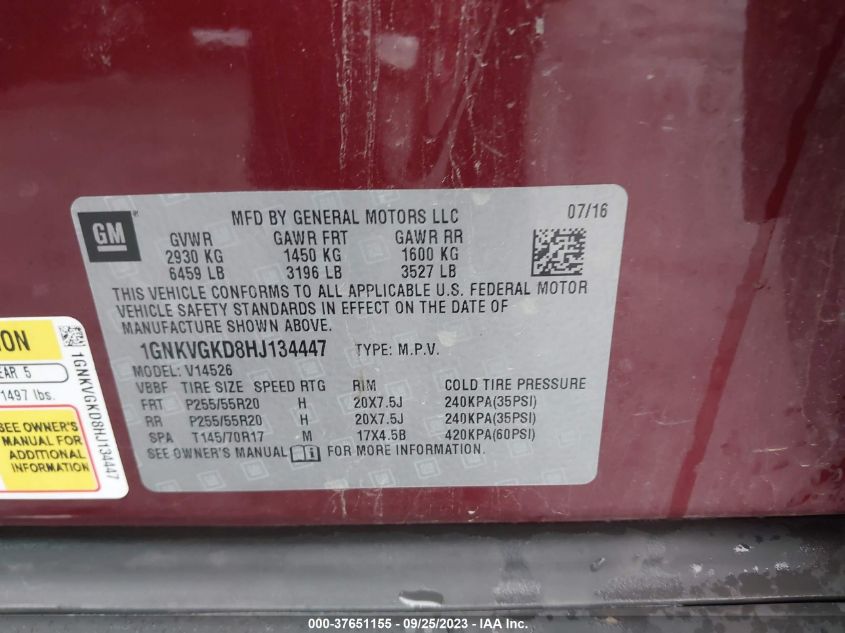 GM
MFD BY GENERAL MOTORS LLC 07/16
GVWR GAWR FRT GAWR RR
2930 KG 1450 KG 1600 KG
6459 LB 3196 LB 3527 LB
THIS VEHICLE CONFORMS TO ALL APPLICABLE U.S. FEDERAL MOTOR
VEHICLE SAFETY STANDARDS IN EFFECT ON THE DATE OF
MANUFACTURE SHOWN ABOVE.
1GNKVGKD8HJ134447 TYPE: M.P.V.
MODEL: V14526
VBBF TIRE SIZE SPEED RTG RIM COLD TIRE PRESSURE
FRT P255/55R20 H 20X7.5J 240KPA(35PSI)
RR P255/55R20 H 20X7.5J 240KPA(35PSI)
SPA T145/70R17 M 17X4.5B 420KPA(60PSI)
SEE OWNER'S MANUAL i FOR MORE INFORMATION.
ION
EAR 5
1497 lbs.
SEE OWNER'S
MANUAL FOR
ADDITIONAL
INFORMATION
1GNKVGKD8HJ134447
000-37651155 - 09/25/2023 - IAA Inc.